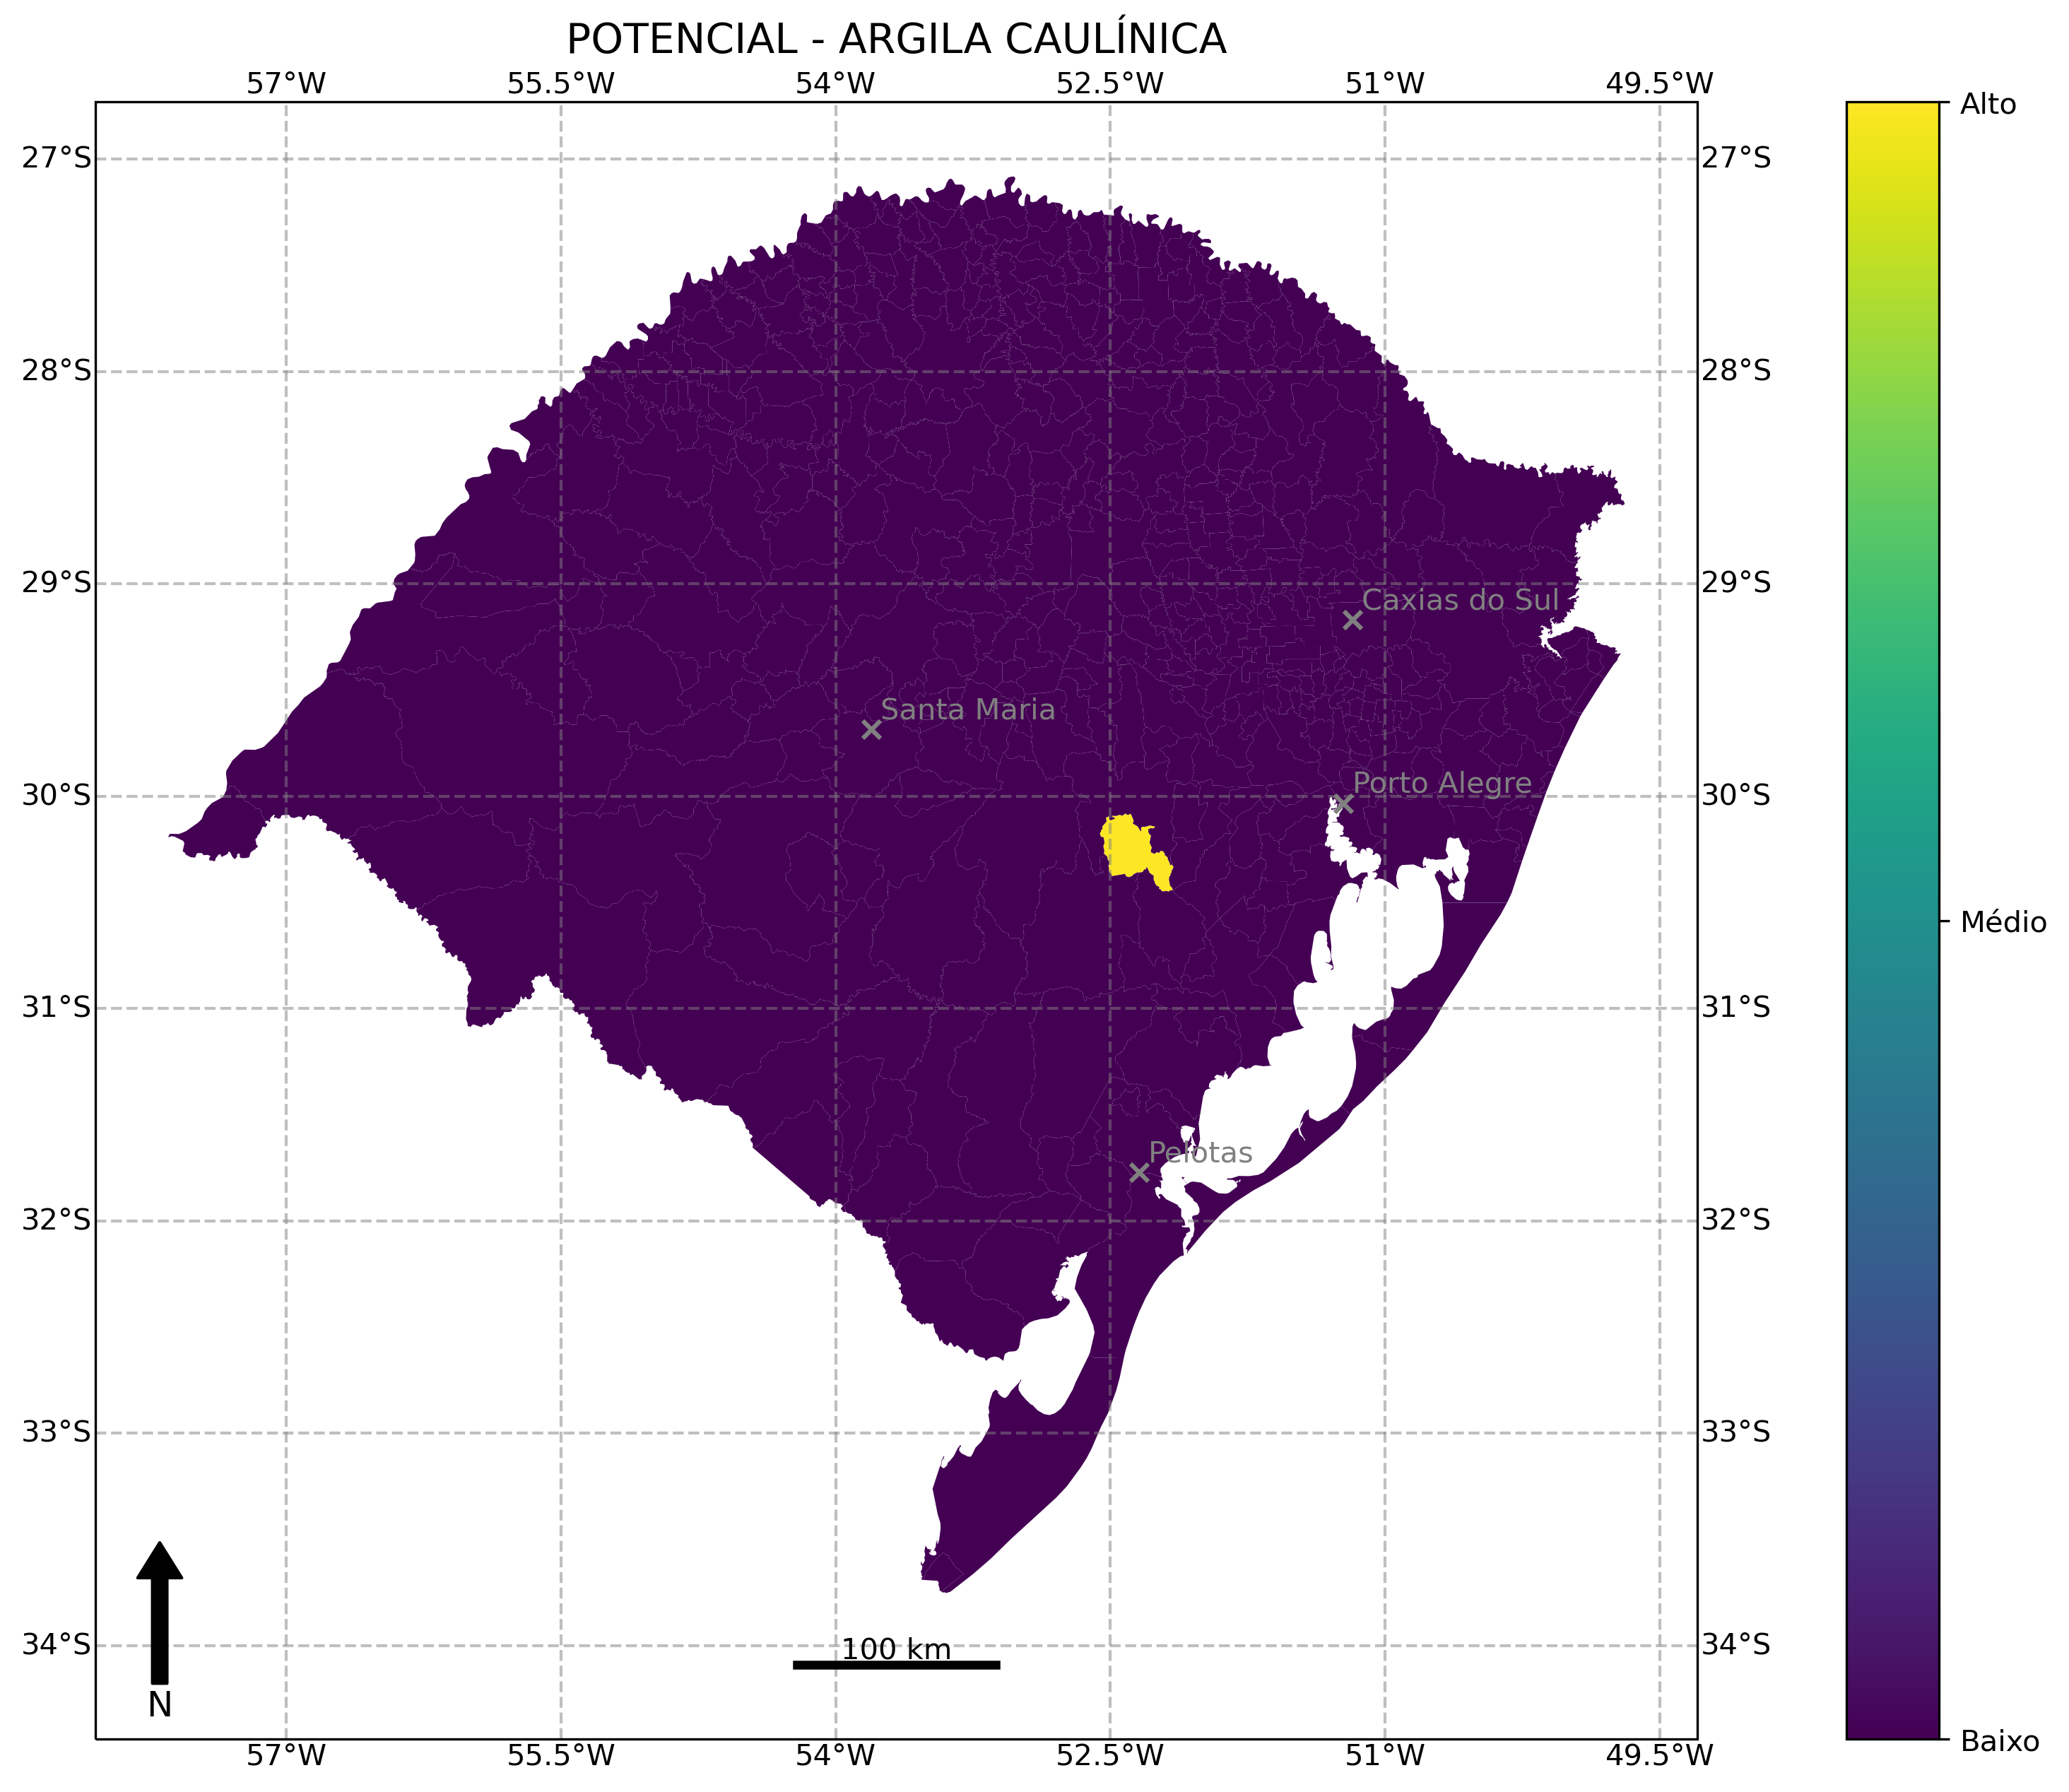 POTENCIAL - ARGILA CAULÍNICA
57°W 55.5°W 54°W 52.5°W 51°W 49.5°W
Alto
27°S 27°S
28°S 28°S
29°S 29°S
Caxias do Sul
Santa Maria
Porto Alegre
30°S 30°S
Médio
31°S 31°S
Pelotas
32°S 32°S
33°S 33°S
34°S 34°S
100 km
N
Baixo
57°W 55.5°W 54°W 52.5°W 51°W 49.5°W